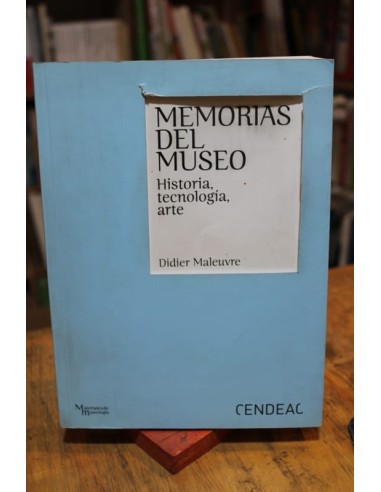 MEMORIAS
DEL
MUSEO
Historia,
tecnología,
arte
Didier Maleuvre
CENDEAC